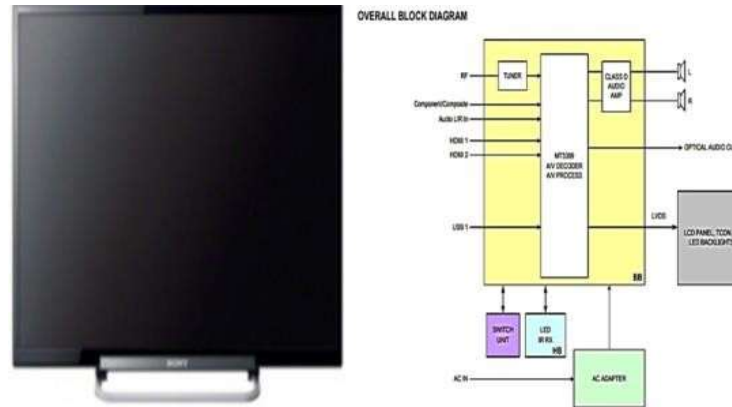 SONY
OVERALL BLOCK DIAGRAM
RF
TUNER
CLASS D
AUDIO
AMP
L
R
Component/Composite
Audio L/R In
HDMI 1
HDMI 2
A/V DECODER
A/V PROCESS
OPTICAL AUDIO
USB 1
LVDS
LCD PANEL, TCON
LED BACKLIGHTS
BB
SWITCH
UNIT
LED
IR RX
HB
AC IN
AC ADAPTER